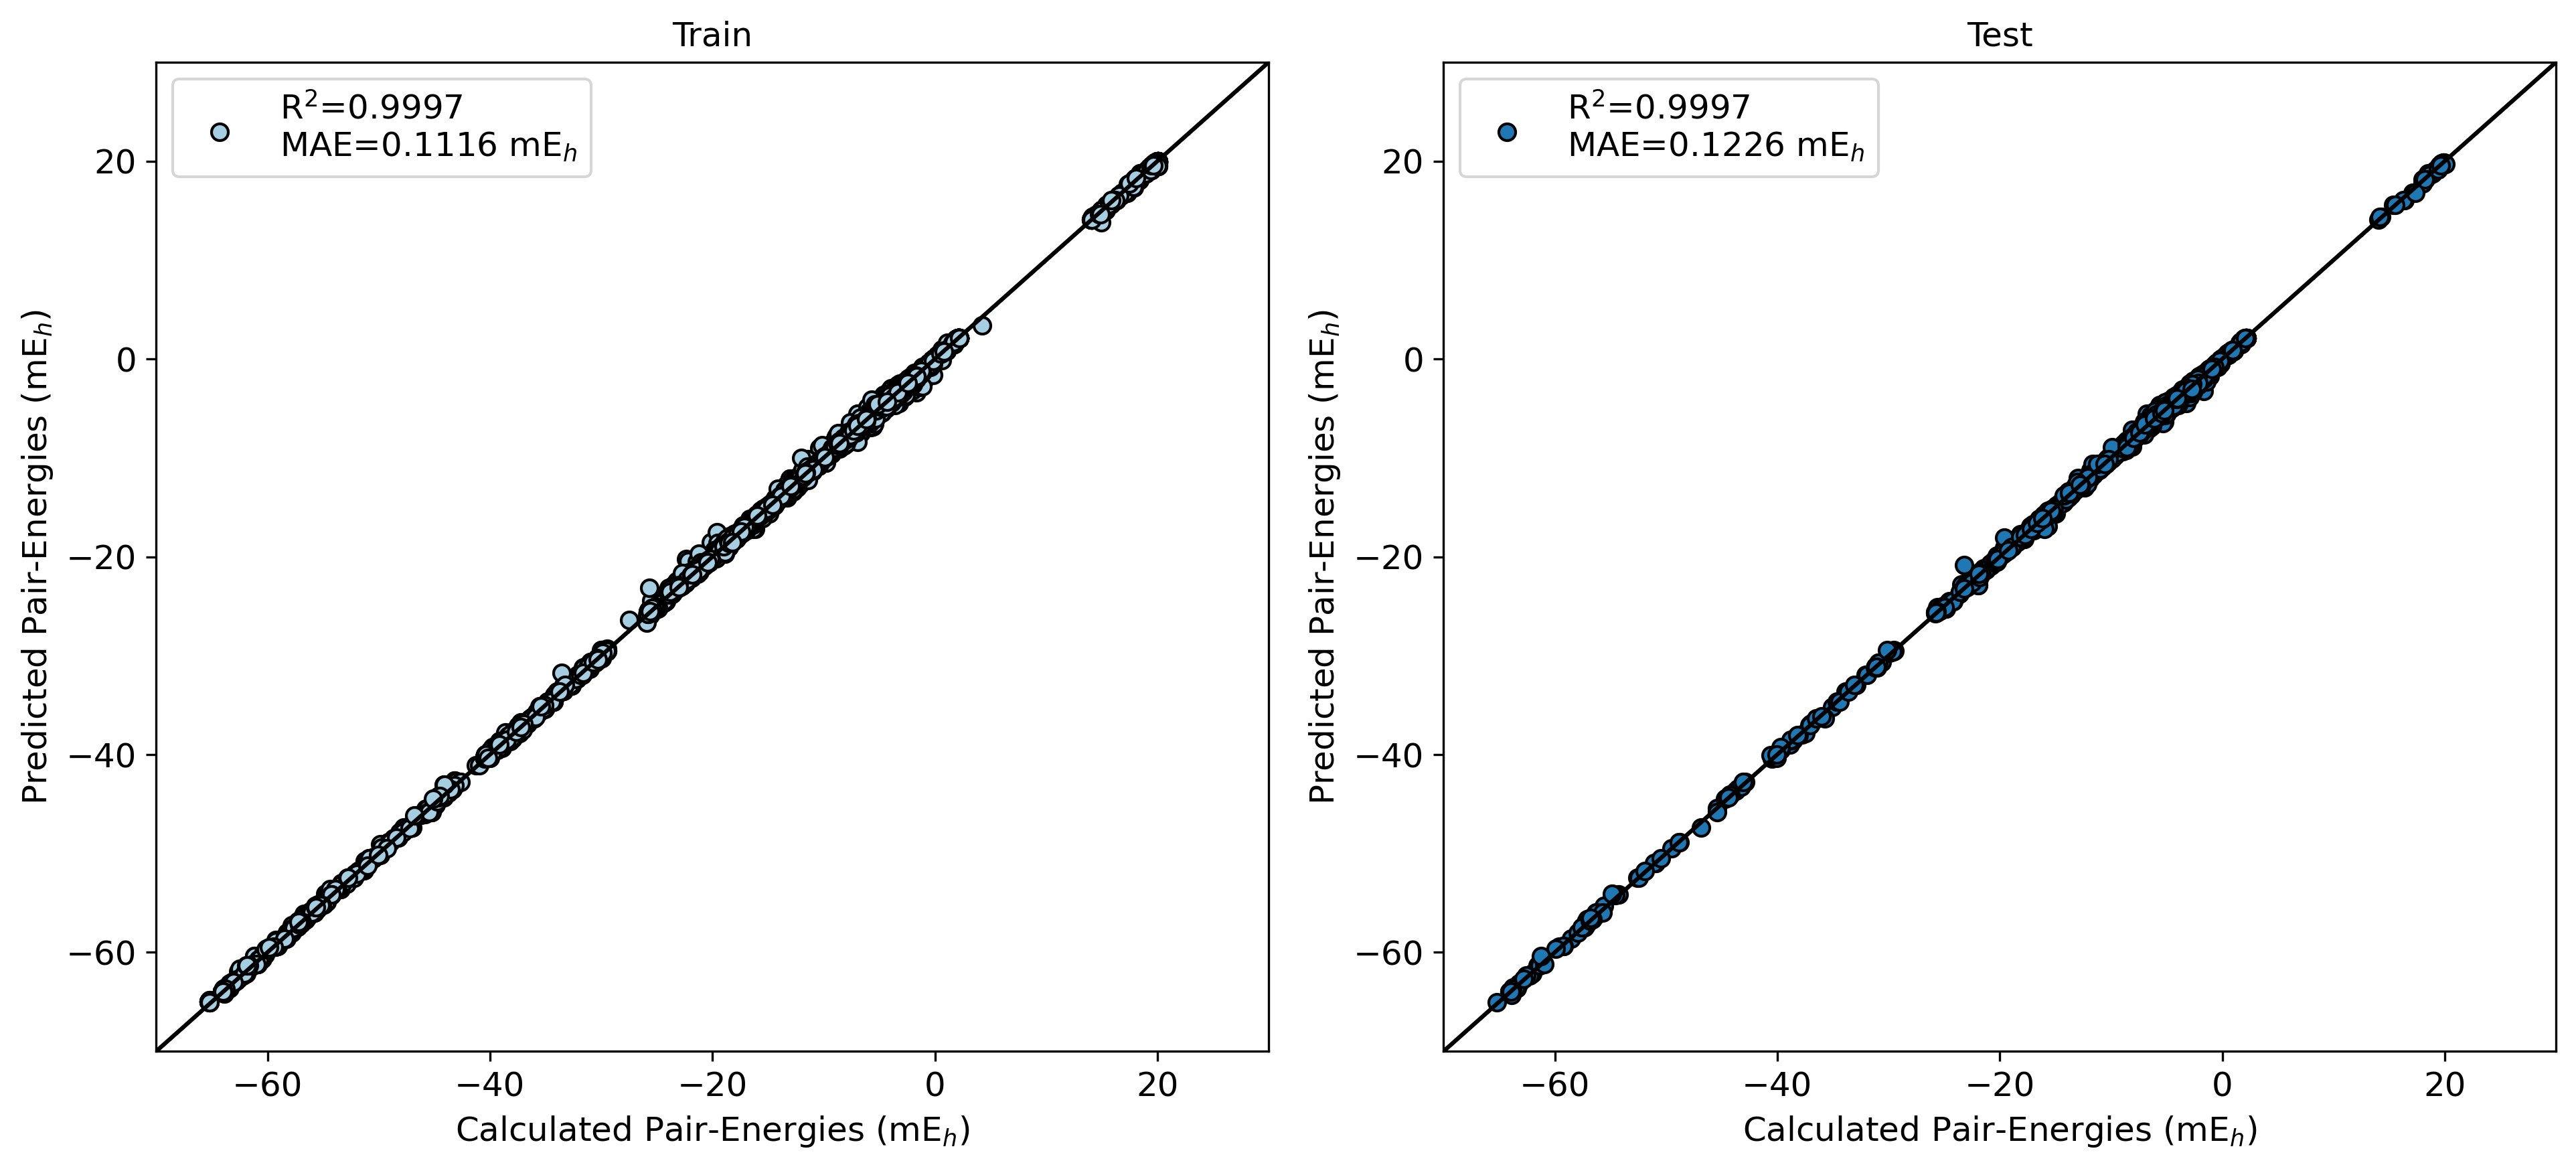 Train
R²=0.9997
MAE=0.1116 mEₕ
Predicted Pair-Energies (mEₕ)
20
0
−20
−40
−60
−60 −40 −20 0 20
Calculated Pair-Energies (mEₕ)
Test
R²=0.9997
MAE=0.1226 mEₕ
Predicted Pair-Energies (mEₕ)
20
0
−20
−40
−60
−60 −40 −20 0 20
Calculated Pair-Energies (mEₕ)